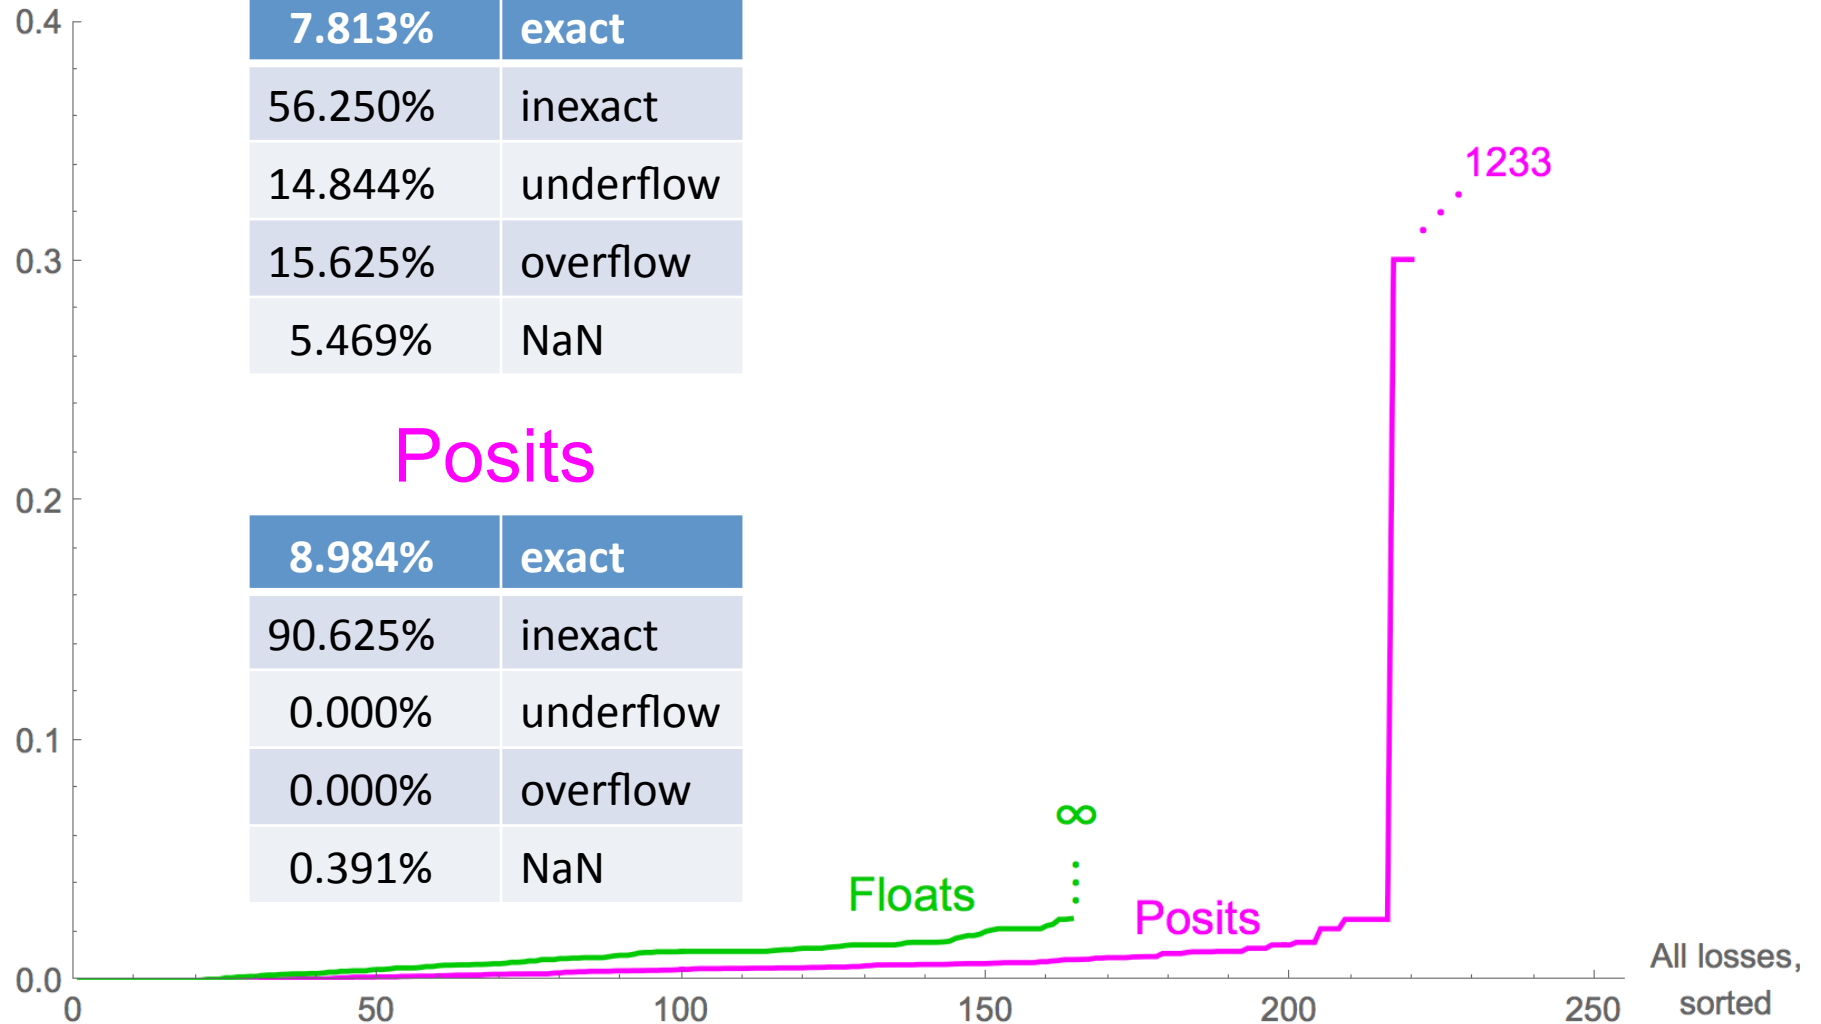 0.4
0.3
0.2
0.1
0.0
7.813% exact
56.250% inexact
14.844% underflow
15.625% overflow
5.469% NaN
Posits
8.984% exact
90.625% inexact
0.000% underflow
0.000% overflow
0.391% NaN
1233
∞
Floats
Posits
0 50 100 150 200 250
All losses,
sorted